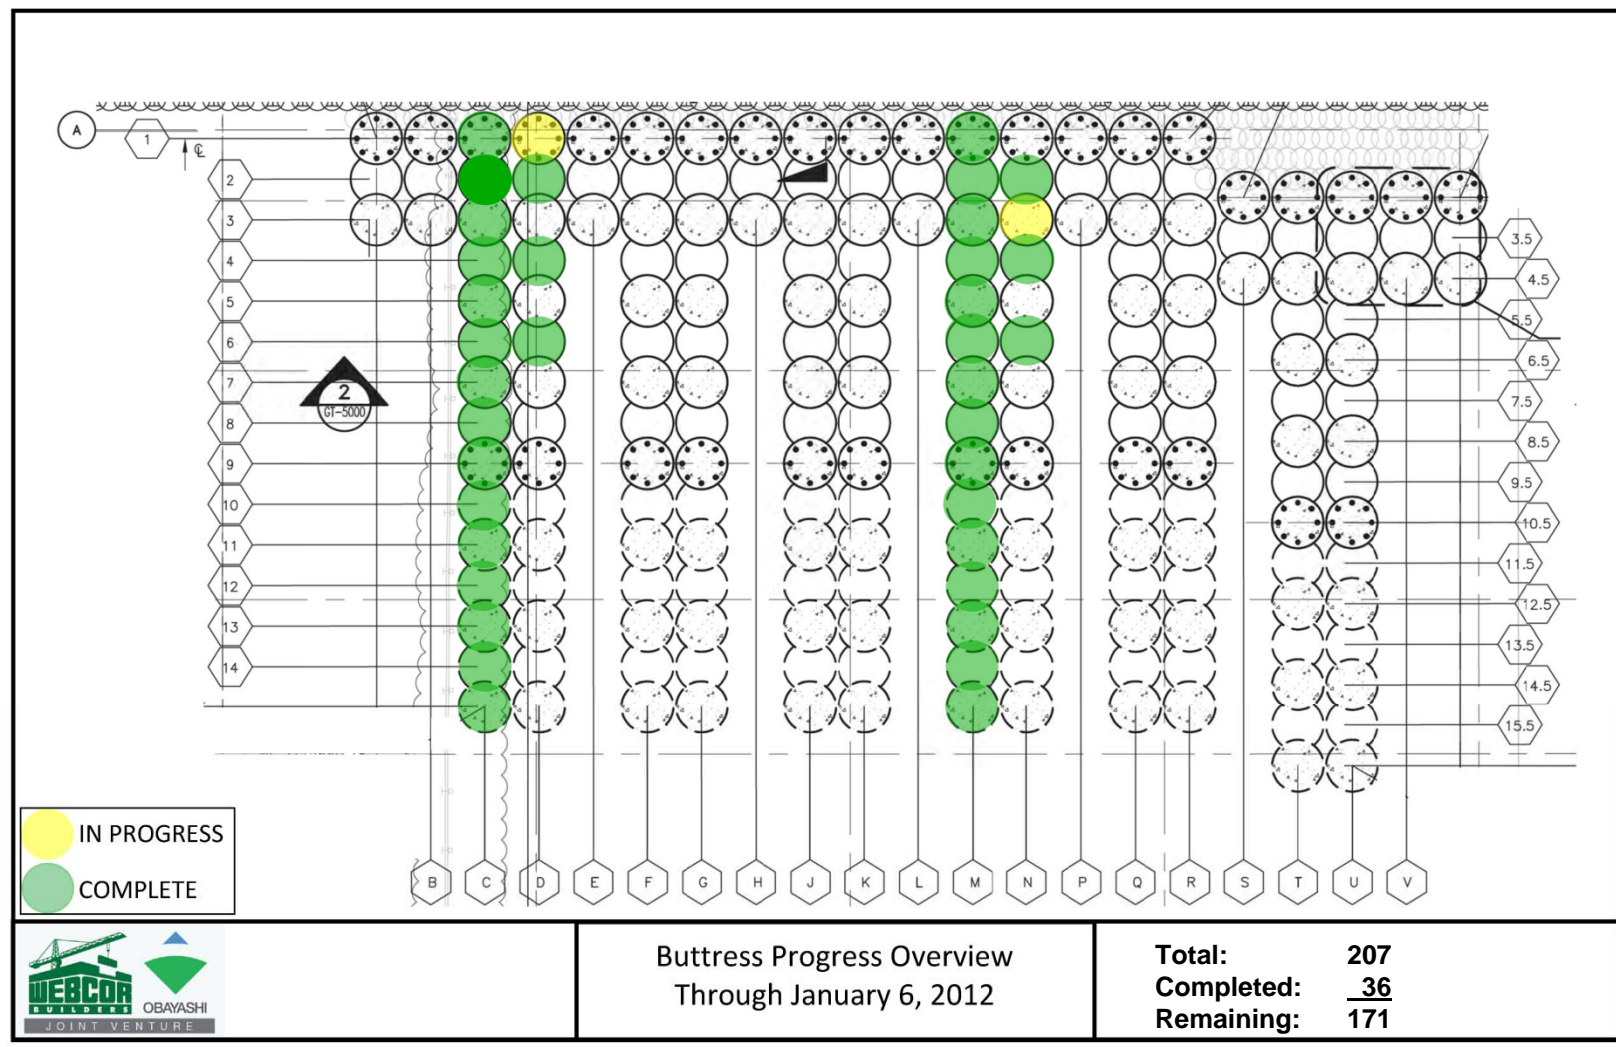 A
1
℄
2
3
4
5
6
7
8
9
10
11
12
13
14
2
GT-5000
3.5
4.5
5.5
6.5
7.5
8.5
9.5
10.5
11.5
12.5
13.5
14.5
15.5
B C D E F G H J K L M N P Q R S T U V
IN PROGRESS
COMPLETE
WEBCOR
BUILDERS
OBAYASHI
JOINT VENTURE
Buttress Progress Overview
Through January 6, 2012
Total: 207
Completed: 36
Remaining: 171